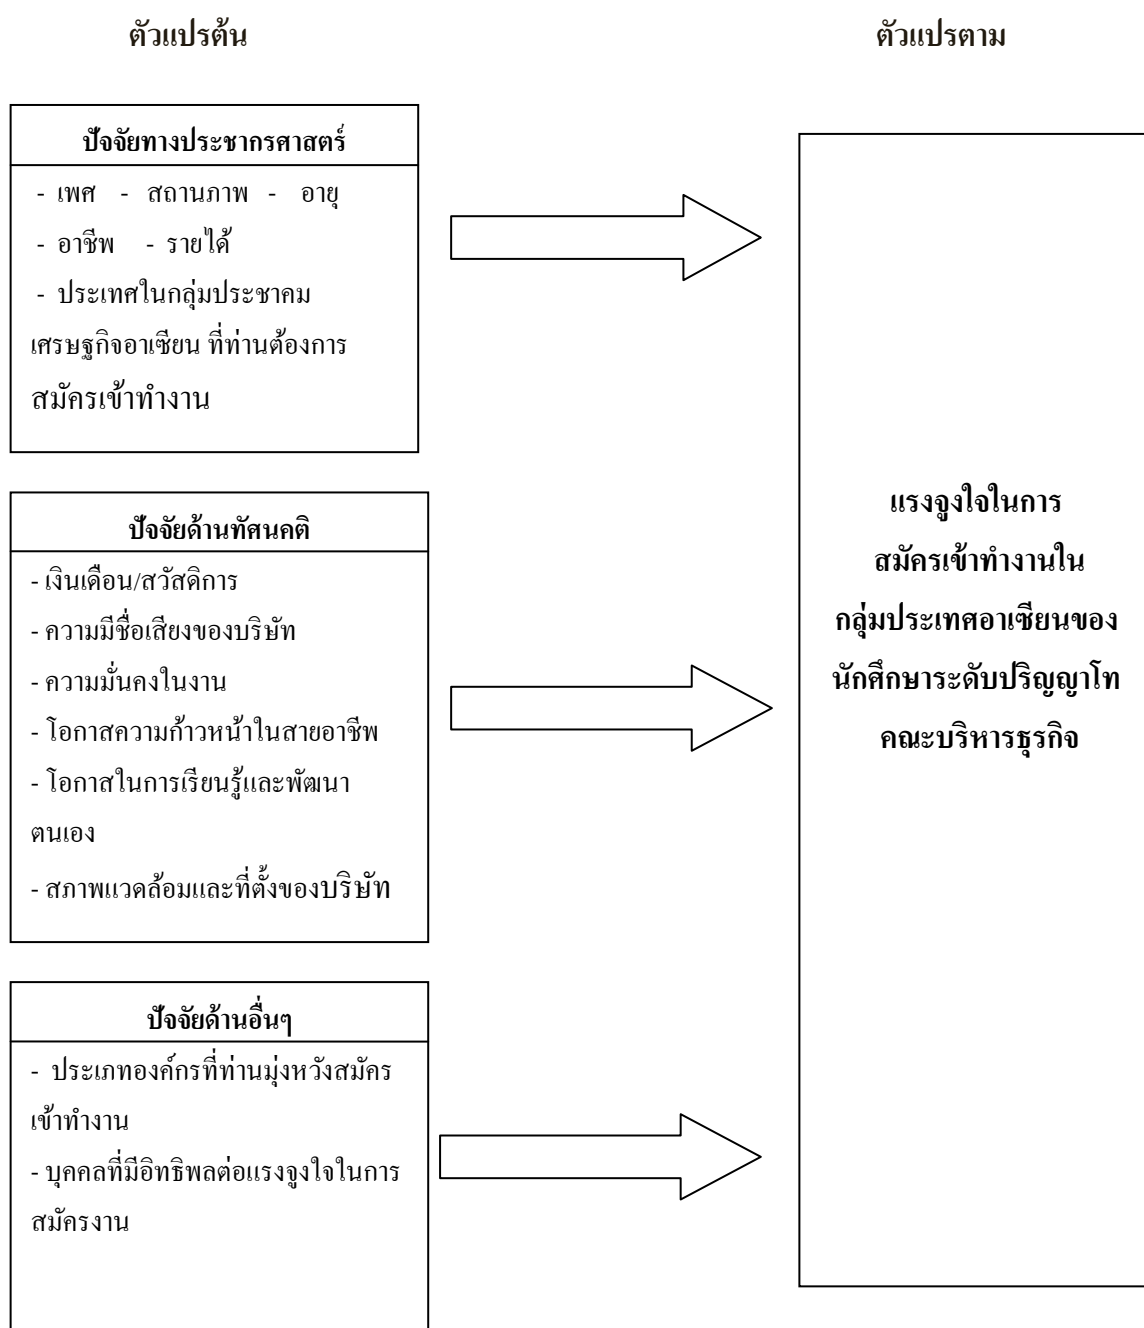 ตัวแปรต้น
ตัวแปรตาม
ปัจจัยทางประชากรศาสตร์
- เพศ - สถานภาพ - อายุ
- อาชีพ - รายได้
- ประเทศในกลุ่มประชาคม
เศรษฐกิจอาเซียน ที่ท่านต้องการ
สมัครเข้าทำงาน
ปัจจัยด้านทัศนคติ
- เงินเดือน/สวัสดิการ
- ความมีชื่อเสียงของบริษัท
- ความมั่นคงในงาน
- โอกาสความก้าวหน้าในสายอาชีพ
- โอกาสในการเรียนรู้และพัฒนา
ตนเอง
- สภาพแวดล้อมและที่ตั้งของบริษัท
ปัจจัยด้านอื่นๆ
- ประเภทองค์กรที่ท่านมุ่งหวังสมัคร
เข้าทำงาน
- บุคคลที่มีอิทธิพลต่อแรงจูงใจในการ
สมัครงาน
แรงจูงใจในการ
สมัครเข้าทำงานใน
กลุ่มประเทศอาเซียนของ
นักศึกษาระดับปริญญาโท
คณะบริหารธุรกิจ